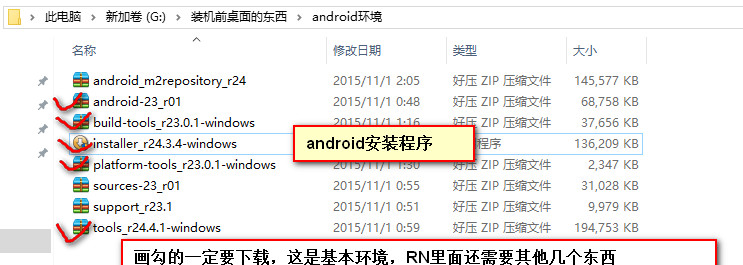 此电脑 > 新加卷 (G:) > 装机前桌面的东西 > android环境
名称 修改日期 类型 大小
android_m2repository_r24 2015/11/1 2:05 好压 ZIP 压缩文件 145,577 KB
android-23_r01 2015/11/1 0:48 好压 ZIP 压缩文件 68,758 KB
build-tools_r23.0.1-windows 2015/11/1 1:16 好压 ZIP 压缩文件 37,656 KB
installer_r24.3.4-windows android安装程序 程序 136,209 KB
platform-tools_r23.0.1-windows 2015/11/1 1:30 好压 ZIP 压缩文件 2,347 KB
sources-23_r01 2015/11/1 0:55 好压 ZIP 压缩文件 31,028 KB
support_r23.1 2015/11/1 0:51 好压 ZIP 压缩文件 9,979 KB
tools_r24.4.1-windows 2015/11/1 0:59 好压 ZIP 压缩文件 194,753 KB
画勾的一定要下载，这是基本环境，RN里面还需要其他几个东西